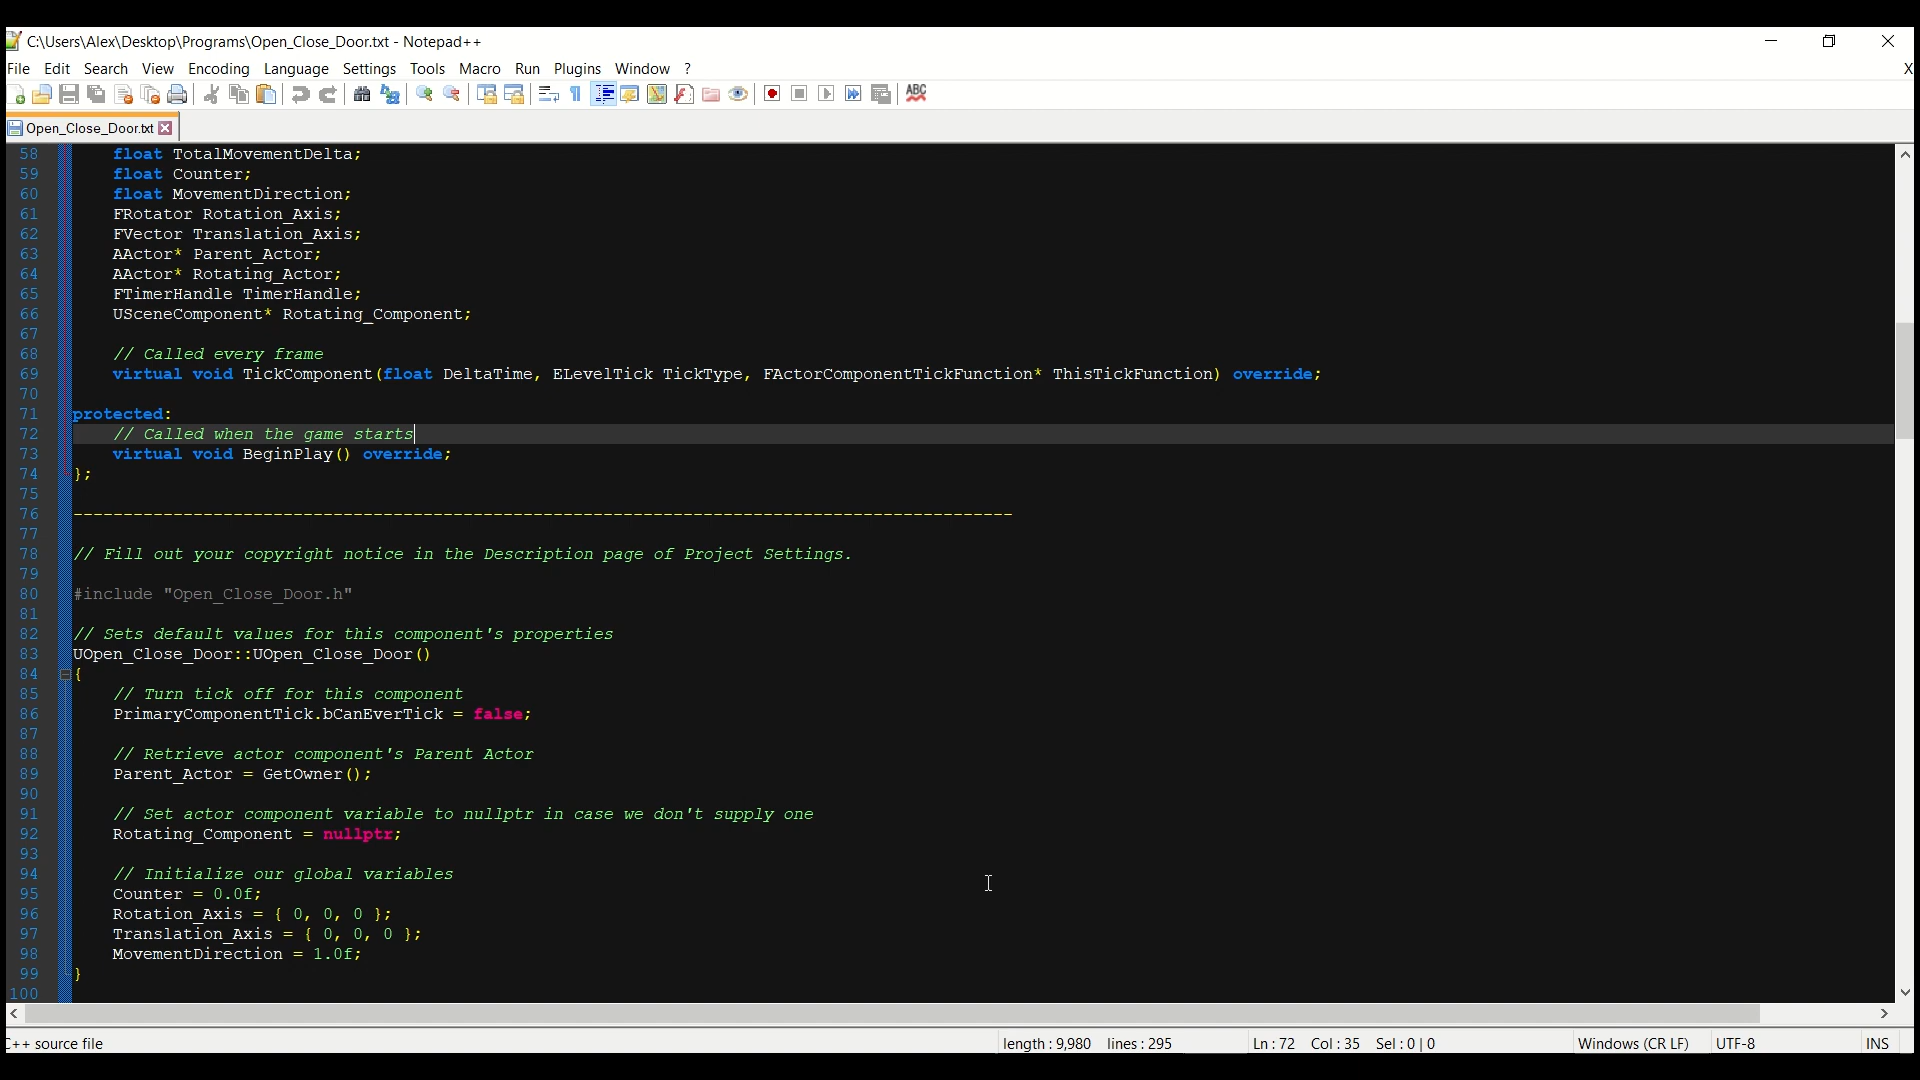 C:\Users\Alex\Desktop\Programs\Open_Close_Door.txt - Notepad++
File Edit Search View Encoding Language Settings Tools Macro Run Plugins Window ? X
ABC
Open_Close_Door.txt
58 float TotalMovementDelta;
59 float Counter;
60 float MovementDirection;
61 FRotator Rotation_Axis;
62 FVector Translation_Axis;
63 AActor* Parent_Actor;
64 AActor* Rotating_Actor;
65 FTimerHandle TimerHandle;
66 USceneComponent* Rotating_Component;
67
68 // Called every frame
69 virtual void TickComponent(float DeltaTime, ELevelTick TickType, FActorComponentTickFunction* ThisTickFunction) override;
70
71 protected:
72 // Called when the game starts
73 virtual void BeginPlay() override;
74 };
75
76 ----------------------------------------------------------------------------------------------
77
78 // Fill out your copyright notice in the Description page of Project Settings.
79
80 #include "Open_Close_Door.h"
81
82 // Sets default values for this component's properties
83 UOpen_Close_Door::UOpen_Close_Door()
84 {
85 // Turn tick off for this component
86 PrimaryComponentTick.bCanEverTick = false;
87
88 // Retrieve actor component's Parent Actor
89 Parent_Actor = GetOwner();
90
91 // Set actor component variable to nullptr in case we don't supply one
92 Rotating_Component = nullptr;
93
94 // Initialize our global variables
95 Counter = 0.0f;
96 Rotation_Axis = { 0, 0, 0 };
97 Translation_Axis = { 0, 0, 0 };
98 MovementDirection = 1.0f;
99 }
100
C++ source file length : 9,980 lines : 295 Ln : 72 Col : 35 Sel : 0 | 0 Windows (CR LF) UTF-8 INS